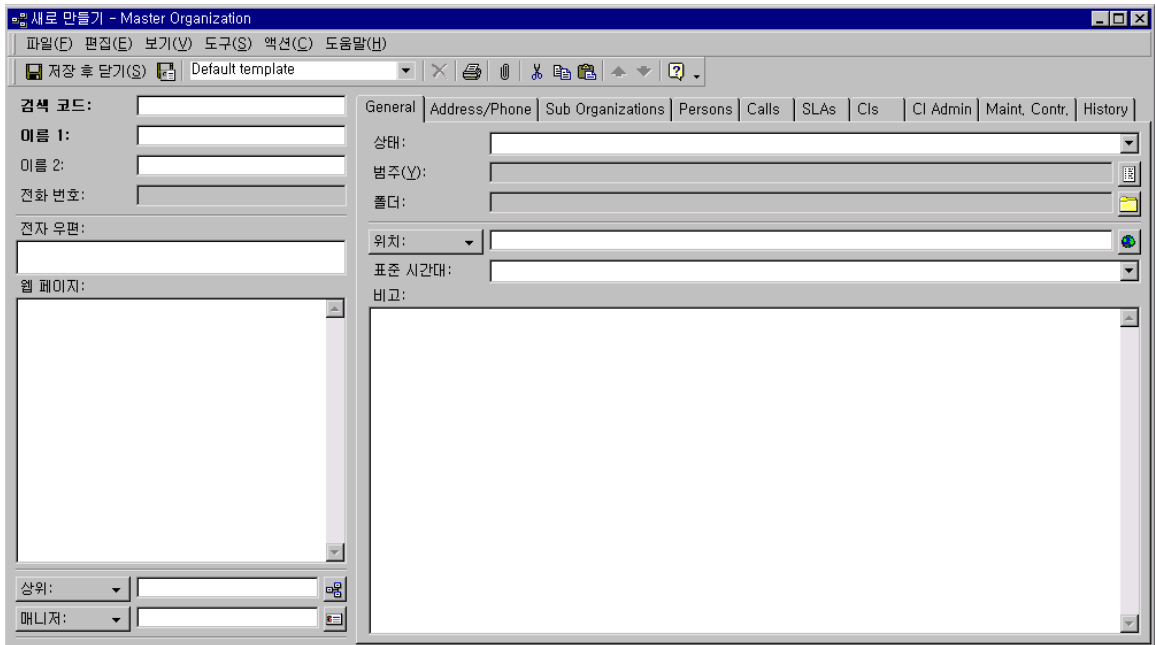 새로 만들기 - Master Organization
파일(F) 편집(E) 보기(V) 도구(S) 액션(C) 도움말(H)
저장 후 닫기(S) Default template
검색 코드:
이름 1:
이름 2:
전화 번호:
전자 우편:
웹 페이지:
상위:
매니저:
General Address/Phone Sub Organizations Persons Calls SLAs CIs CI Admin Maint. Contr. History
상태:
범주(Y):
폴더:
위치:
표준 시간대:
비고: